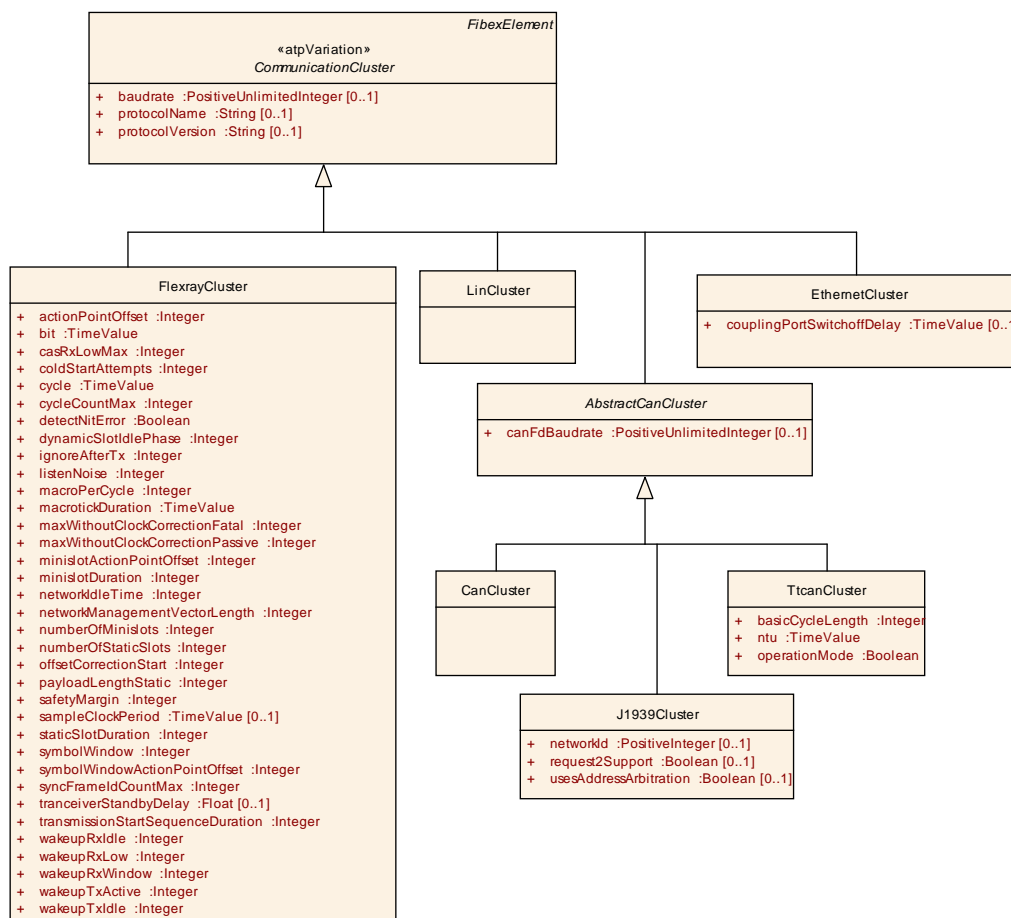 FibexElement
«atpVariation»
CommunicationCluster
+ baudrate :PositiveUnlimitedInteger [0..1]
+ protocolName :String [0..1]
+ protocolVersion :String [0..1]
FlexrayCluster
+ actionPointOffset :Integer
+ bit :TimeValue
+ casRxLowMax :Integer
+ coldStartAttempts :Integer
+ cycle :TimeValue
+ cycleCountMax :Integer
+ detectNitError :Boolean
+ dynamicSlotIdlePhase :Integer
+ ignoreAfterTx :Integer
+ listenNoise :Integer
+ macroPerCycle :Integer
+ macrotickDuration :TimeValue
+ maxWithoutClockCorrectionFatal :Integer
+ maxWithoutClockCorrectionPassive :Integer
+ minislotActionPointOffset :Integer
+ minislotDuration :Integer
+ networkIdleTime :Integer
+ networkManagementVectorLength :Integer
+ numberOfMinislots :Integer
+ numberOfStaticSlots :Integer
+ offsetCorrectionStart :Integer
+ payloadLengthStatic :Integer
+ safetyMargin :Integer
+ sampleClockPeriod :TimeValue [0..1]
+ staticSlotDuration :Integer
+ symbolWindow :Integer
+ symbolWindowActionPointOffset :Integer
+ syncFrameIdCountMax :Integer
+ tranceiverStandbyDelay :Float [0..1]
+ transmissionStartSequenceDuration :Integer
+ wakeupRxIdle :Integer
+ wakeupRxLow :Integer
+ wakeupRxWindow :Integer
+ wakeupTxActive :Integer
+ wakeupTxIdle :Integer
LinCluster
EthernetCluster
+ couplingPortSwitchoffDelay :TimeValue [0..1
AbstractCanCluster
+ canFdBaudrate :PositiveUnlimitedInteger [0..1]
CanCluster
TtcanCluster
+ basicCycleLength :Integer
+ ntu :TimeValue
+ operationMode :Boolean
J1939Cluster
+ networkId :PositiveInteger [0..1]
+ request2Support :Boolean [0..1]
+ usesAddressArbitration :Boolean [0..1]